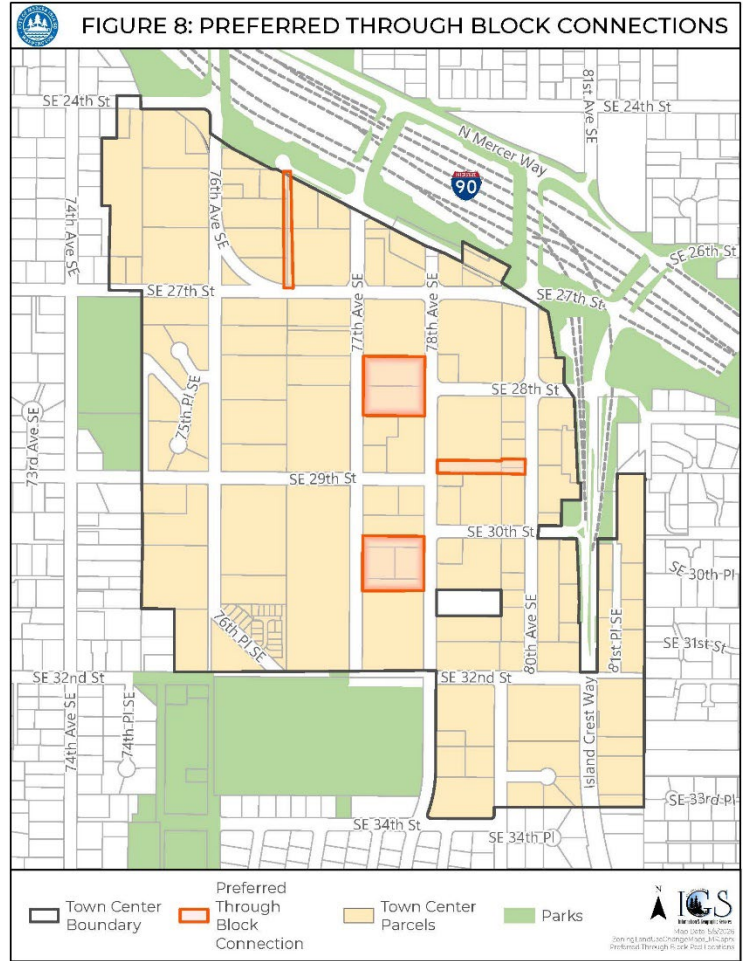 FIGURE 8: PREFERRED THROUGH BLOCK CONNECTIONS
SE 24th St
81st Ave SE
SE 24th St
N Mercer Way
90
74th Ave SE
76th Ave SE
SE 26th St
SE 27th St
SE 27th St
77th Ave SE
78th Ave SE
75th Pl SE
SE 28th St
73rd Ave SE
SE 29th St
SE 30th St
SE 30th Pl
76th Pl SE
80th Ave SE
81st Pl SE
SE 31st St
SE 32nd St
SE 32nd St
74th Ave SE
74th Pl SE
Island Crest Way
SE 33rd Pl
SE 34th St
SE 34th Pl
Town Center
Boundary
Preferred
Through
Block
Connection
Town Center
Parcels
Parks
N
IGS
Preferred Through Block Pad Locations